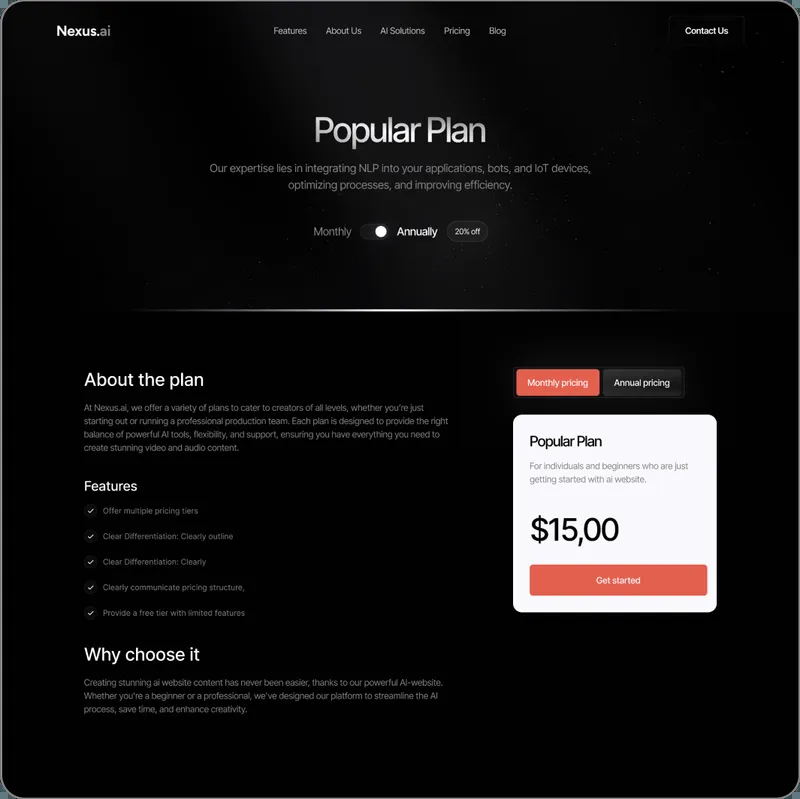 Nexus.ai
Features
About Us
AI Solutions
Pricing
Blog
Contact Us
Popular Plan
Our expertise lies in integrating NLP into your applications, bots, and IoT devices,
optimizing processes, and improving efficiency.
Monthly
Annually
20% off
About the plan
At Nexus.ai, we offer a variety of plans to cater to creators of all levels, whether you're just
starting out or running a professional production team. Each plan is designed to provide the right
balance of powerful AI tools, flexibility, and support, ensuring you have everything you need to
create stunning video and audio content.
Features
Offer multiple pricing tiers
Clear Differentiation: Clearly outline
Clear Differentiation: Clearly
Clearly communicate pricing structure,
Provide a free tier with limited features
Why choose it
Creating stunning ai website content has never been easier, thanks to our powerful AI-website.
Whether you're a beginner or a professional, we've designed our platform to streamline the AI
process, save time, and enhance creativity.
Monthly pricing
Annual pricing
Popular Plan
For individuals and beginners who are just
getting started with ai website.
$15,00
Get started